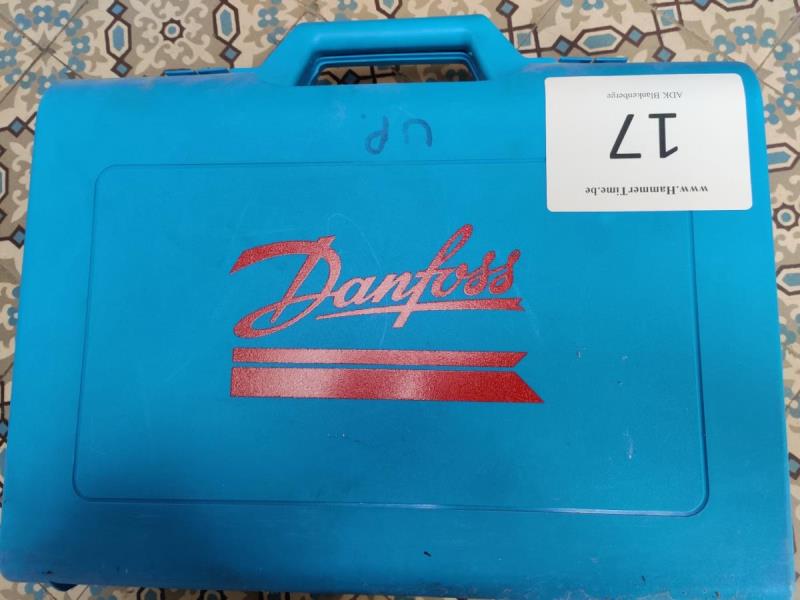 UP.
Danfoss
www.HammerTime.be
17
ADK Blankenberge